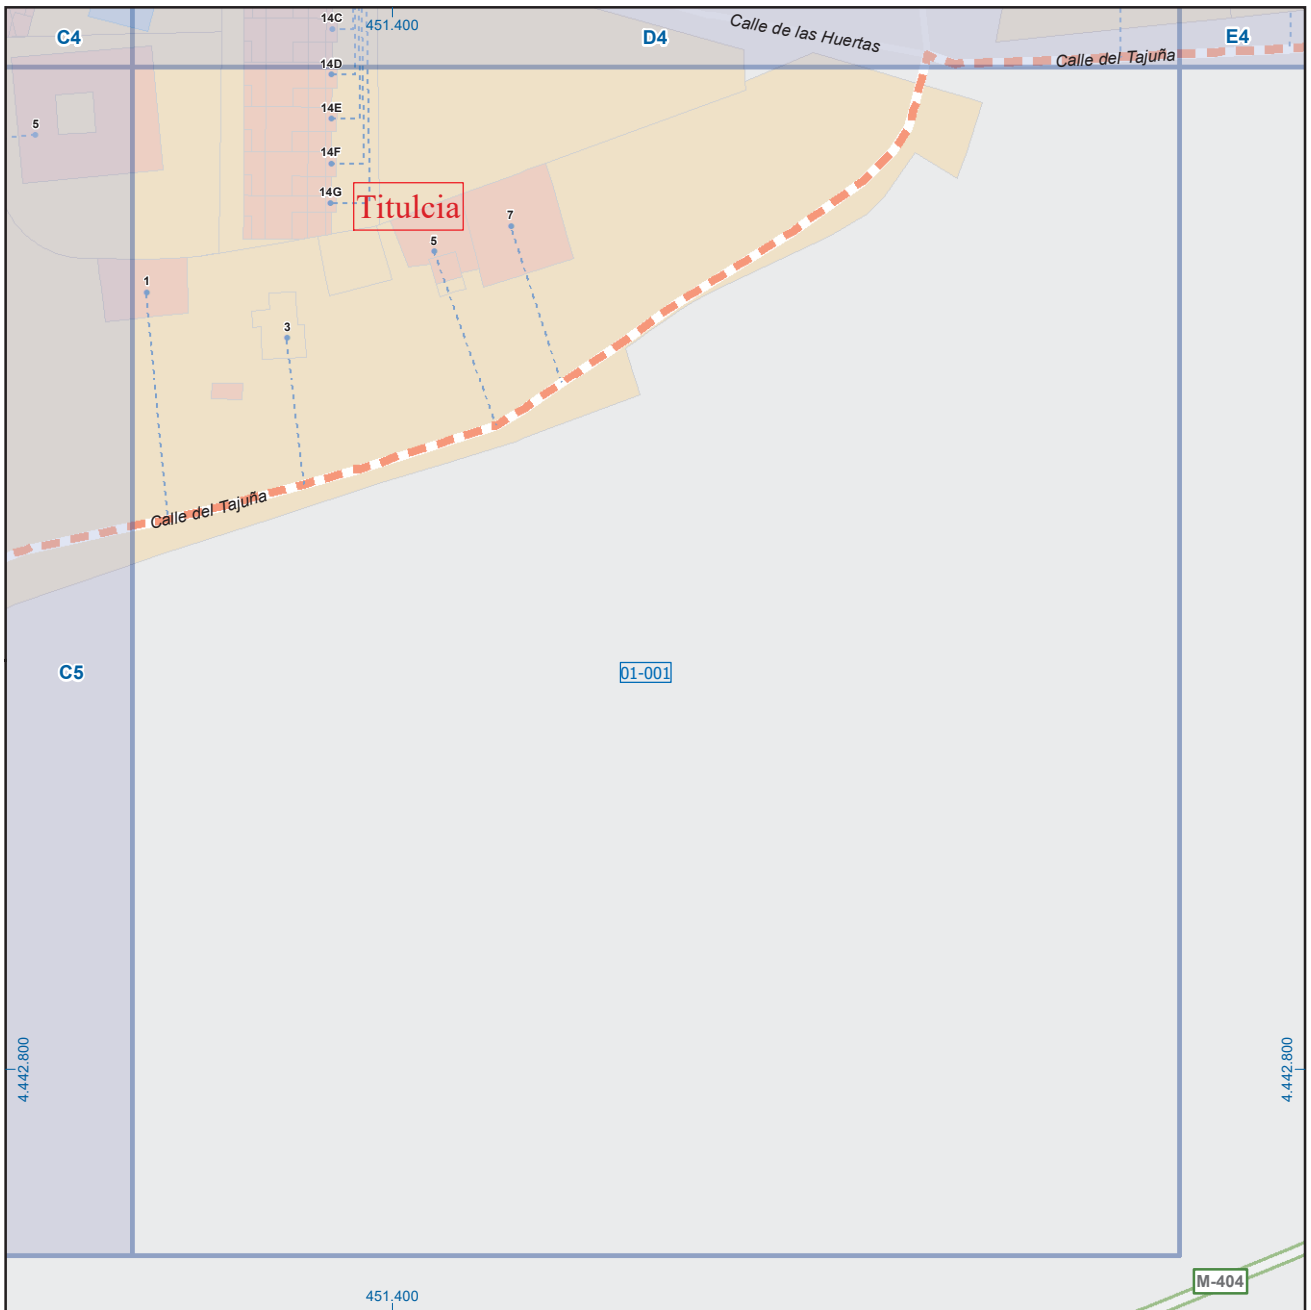 14C
451.400
C4
D4
Calle de las Huertas
E4
Calle del Tajuña
14D
14E
5
14F
14G
Titulcia
7
5
1
3
Calle del Tajuña
C5
01-001
4.442.800
4.442.800
M-404
451.400